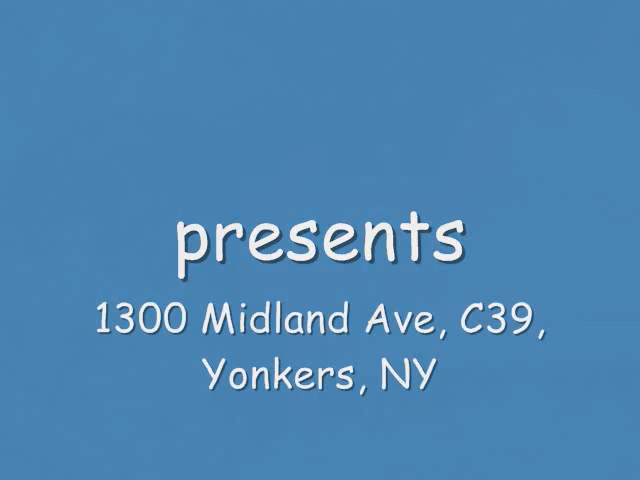 presents
1300 Midland Ave, C39,
Yonkers, NY